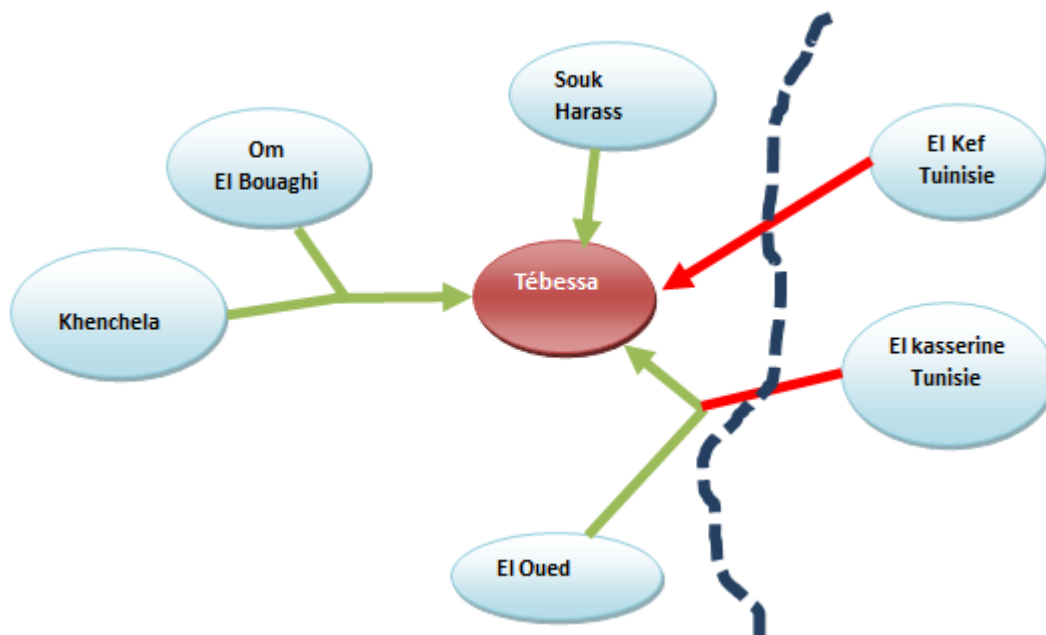 Souk
Harass
Om
El Bouaghi
El Kef
Tuinisie
Tébessa
Khenchela
El kasserine
Tunisie
El Oued